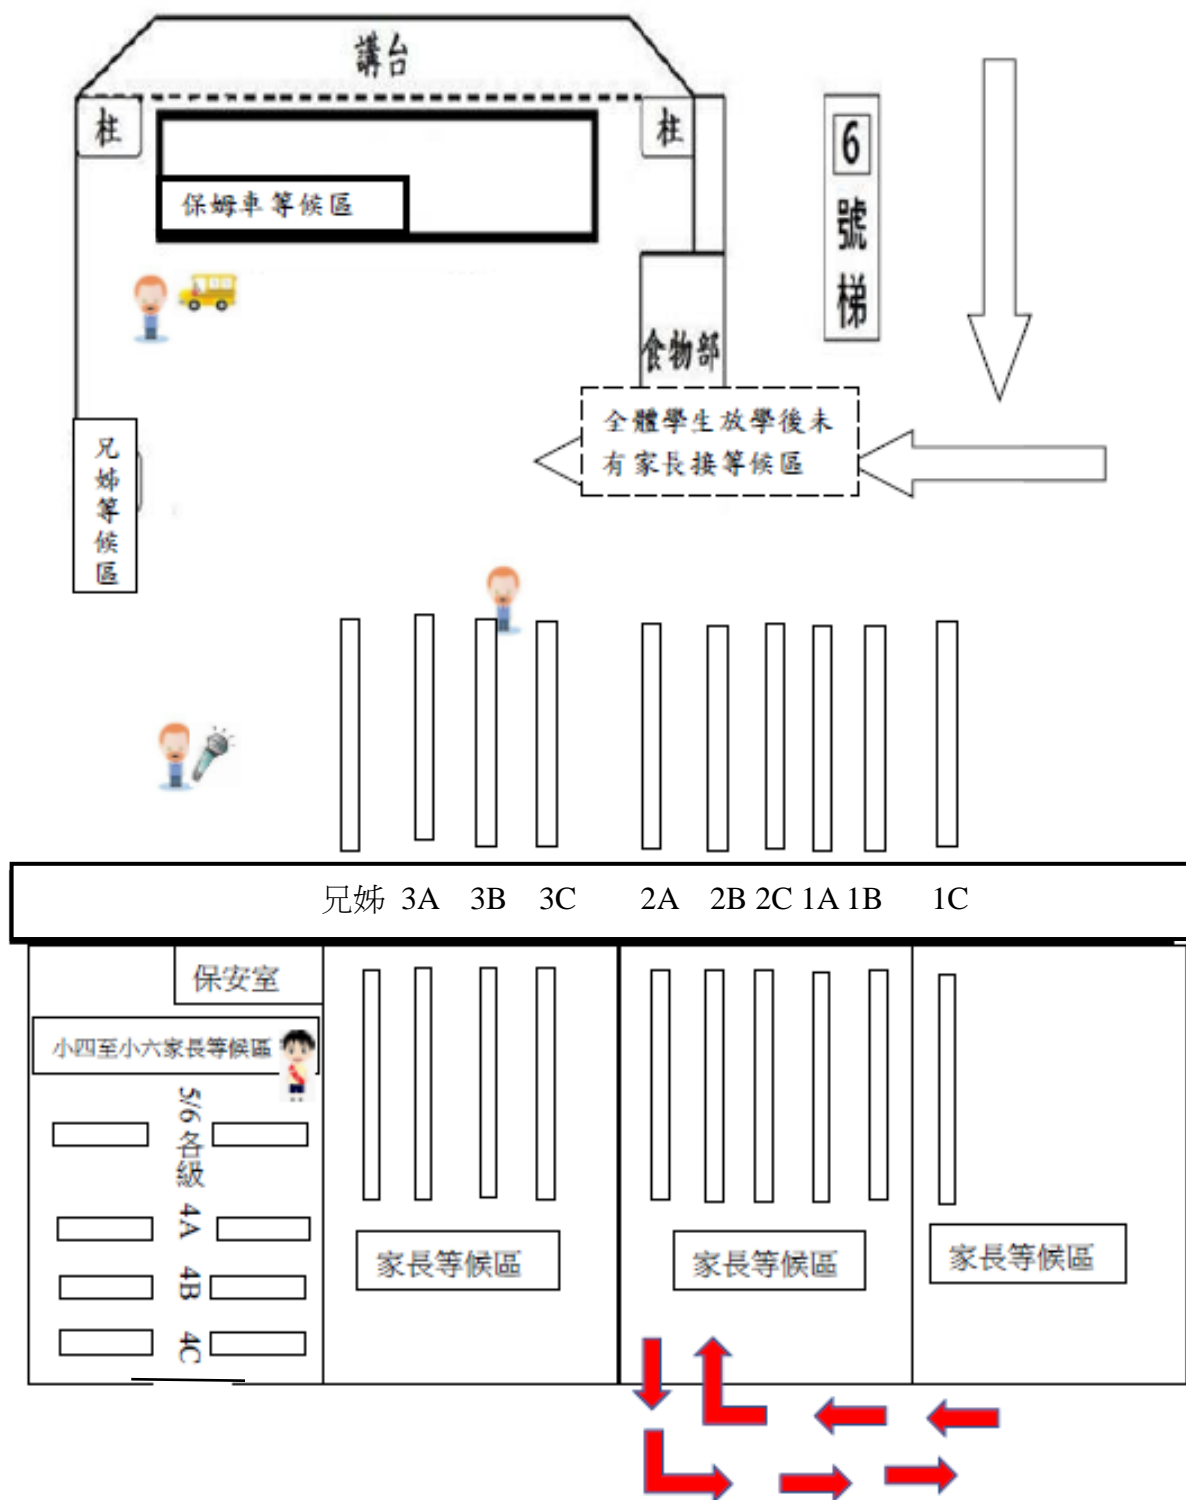 講台
柱
柱
保姆車等候區
6
號
梯
食物部
全體學生放學後未
有家長接等候區
兄
姊
等
候
區
兄姊 3A 3B 3C 2A 2B 2C 1A 1B 1C
保安室
小四至小六家長等候區
5/6 各級
4A
4B
4C
家長等候區
家長等候區
家長等候區